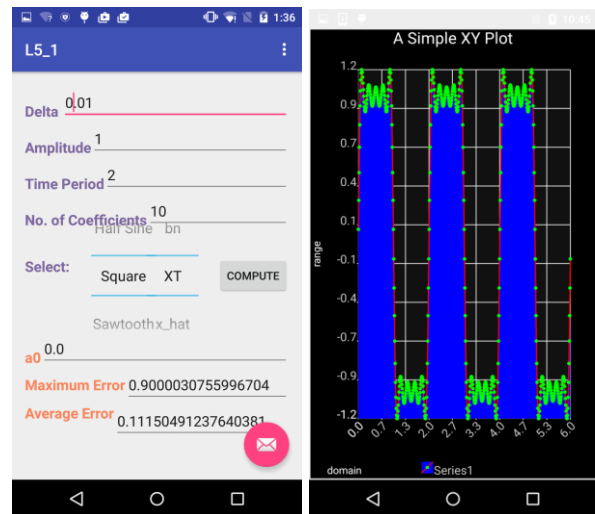 1:36
L5_1
Delta 0.01
Amplitude 1
Time Period 2
No. of Coefficients 10
Half Sine bn
Select: Square XT COMPUTE
Sawtooth x_hat
a0 0.0
Maximum Error 0.9000030755996704
Average Error 0.11150491237640381
10:45
A Simple XY Plot
1.2
0.9
0.7
0.4
0.1
-0.1
-0.4
-0.7
-0.9
-1.2
range
0.0 0.7 1.3 2.0 2.7 3.3 4.0 4.7 5.3 6.0
domain Series1